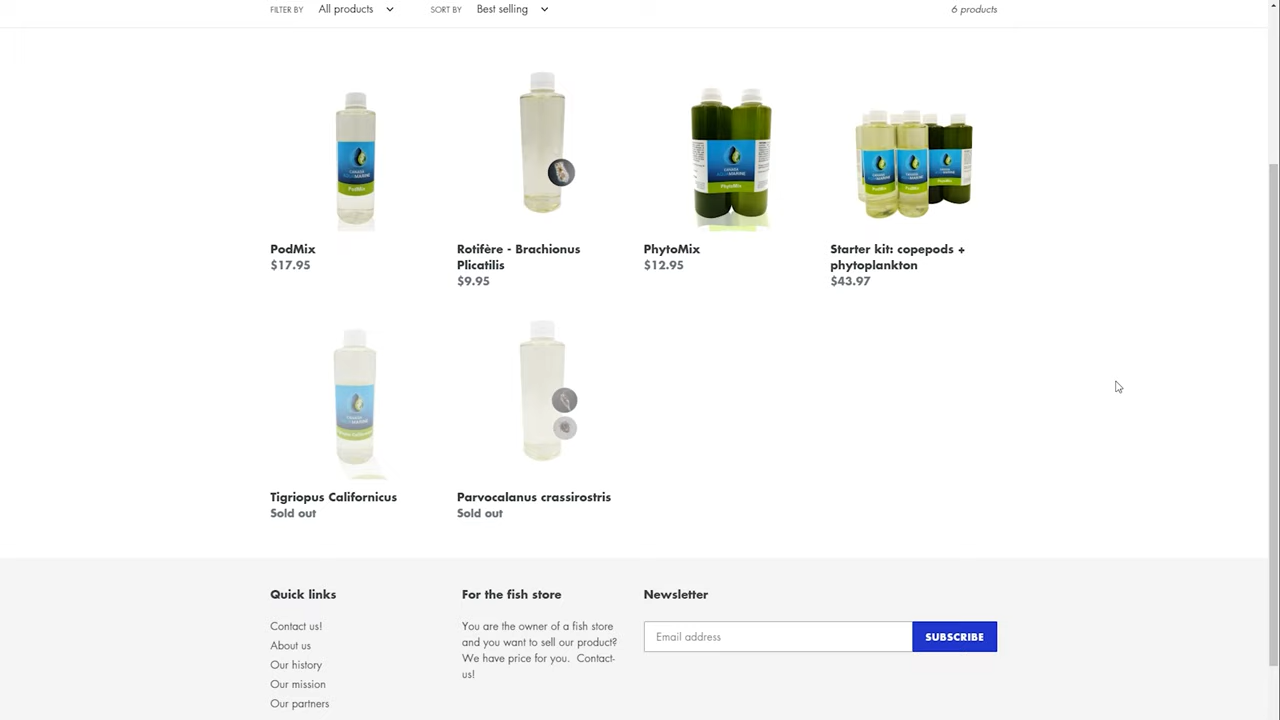 FILTER BY All products SORT BY Best selling 6 products
PodMix
$17.95
Rotifère - Brachionus
Plicatilis
$9.95
PhytoMix
$12.95
Starter kit: copepods +
phytoplankton
$43.97
Tigriopus Californicus
Sold out
Parvocalanus crassirostris
Sold out
Quick links
Contact us!
About us
Our history
Our mission
Our partners
For the fish store
You are the owner of a fish store
and you want to sell our product?
We have price for you. Contact-
us!
Newsletter
Email address
SUBSCRIBE